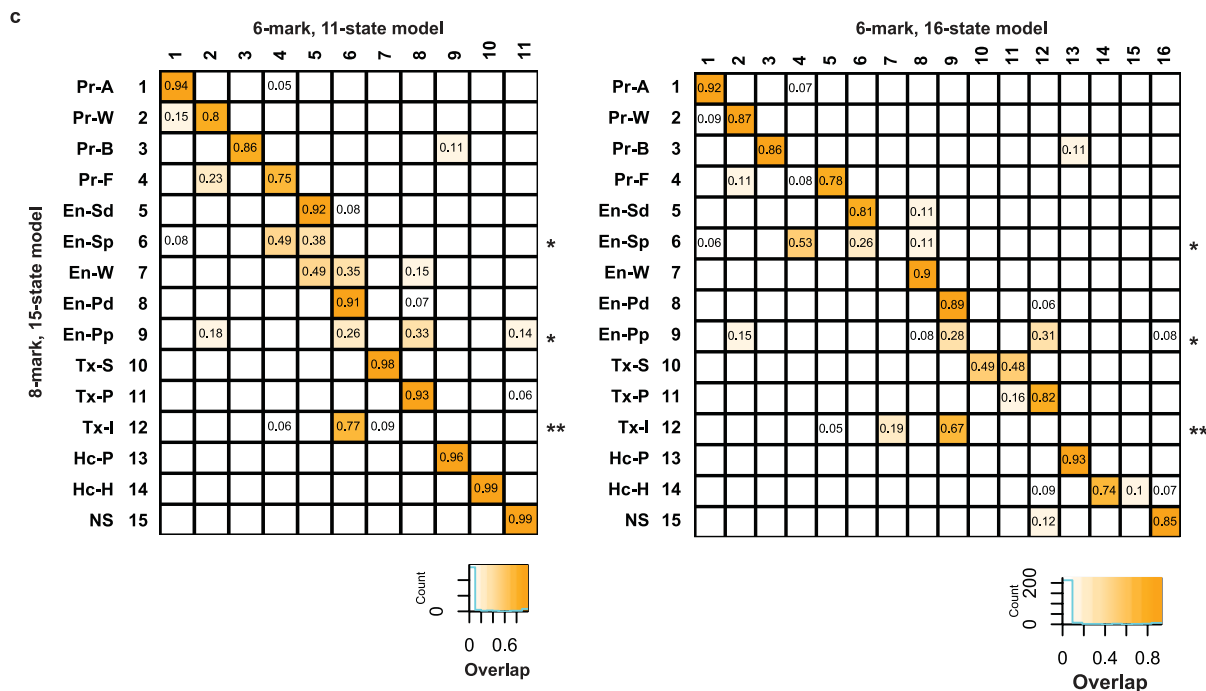 c
6-mark, 11-state model
1 2 3 4 5 6 7 8 9 10 11
8-mark, 15-state model
Pr-A 1 0.94 0.05
Pr-W 2 0.15 0.8
Pr-B 3 0.86 0.11
Pr-F 4 0.23 0.75
En-Sd 5 0.92 0.08
En-Sp 6 0.08 0.49 0.38 *
En-W 7 0.49 0.35 0.15
En-Pd 8 0.91 0.07
En-Pp 9 0.18 0.26 0.33 0.14 *
Tx-S 10 0.98
Tx-P 11 0.93 0.06
Tx-I 12 0.06 0.77 0.09 **
Hc-P 13 0.96
Hc-H 14 0.99
NS 15 0.99
Count
0
0 0.6
Overlap
6-mark, 16-state model
1 2 3 4 5 6 7 8 9 10 11 12 13 14 15 16
1 0.92 0.07
2 0.09 0.87
3 0.86 0.11
4 0.11 0.08 0.78
5 0.81 0.11
6 0.06 0.53 0.26 0.11 *
7 0.9
8 0.89 0.06
9 0.15 0.08 0.28 0.31 0.08 *
10 0.49 0.48
11 0.16 0.82
12 0.05 0.19 0.67 **
13 0.93
14 0.09 0.74 0.1 0.07
15 0.12 0.85
Pr-A
Pr-W
Pr-B
Pr-F
En-Sd
En-Sp
En-W
En-Pd
En-Pp
Tx-S
Tx-P
Tx-I
Hc-P
Hc-H
NS
Count
0 200
0 0.4 0.8
Overlap